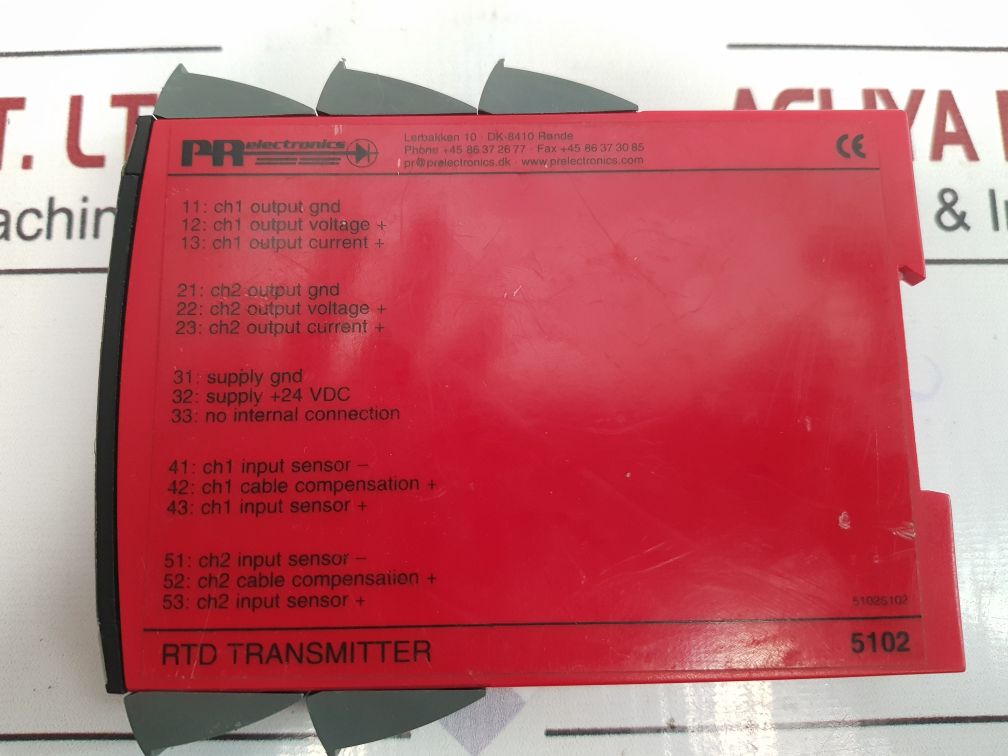 T. LT
ASHYA
achin
& I
PR electronics
Lerbakken 10 · DK-8410 Rønde
Phone +45 86 37 26 77 · Fax +45 86 37 30 85
pr@prelectronics.dk · www.prelectronics.com
CE
11: ch1 output gnd
12: ch1 output voltage +
13: ch1 output current +
21: ch2 output gnd
22: ch2 output voltage +
23: ch2 output current +
31: supply gnd
32: supply +24 VDC
33: no internal connection
41: ch1 input sensor –
42: ch1 cable compensation +
43: ch1 input sensor +
51: ch2 input sensor –
52: ch2 cable compensation +
53: ch2 input sensor +
5102S102
RTD TRANSMITTER 5102